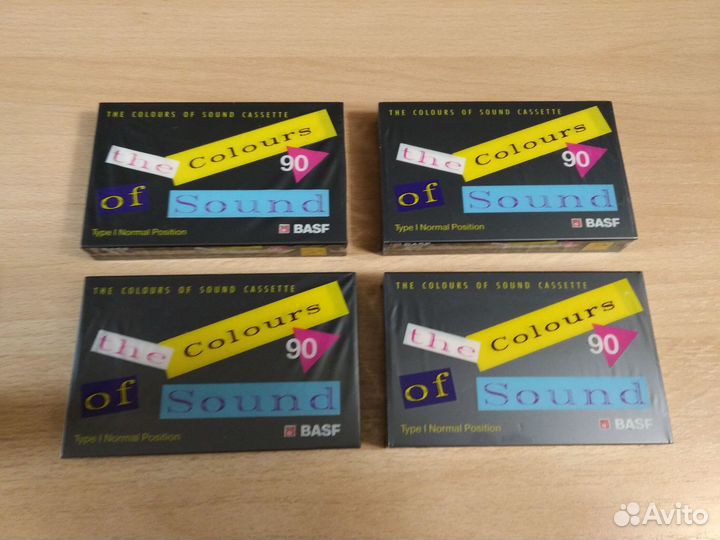 THE COLOURS OF SOUND CASSETTE
the Colours
90
of Sound
Type I Normal Position
BASF
BASF
THE COLOURS OF SOUND CASSETTE
the Colours
90
of Sound
Type I Normal Position
BASF
BASF
THE COLOURS OF SOUND CASSETTE
the Colours
90
of Sound
Type I Normal Position
BASF
THE COLOURS OF SOUND CASSETTE
the Colours
90
of Sound
Type I Normal Position
BASF
Avito